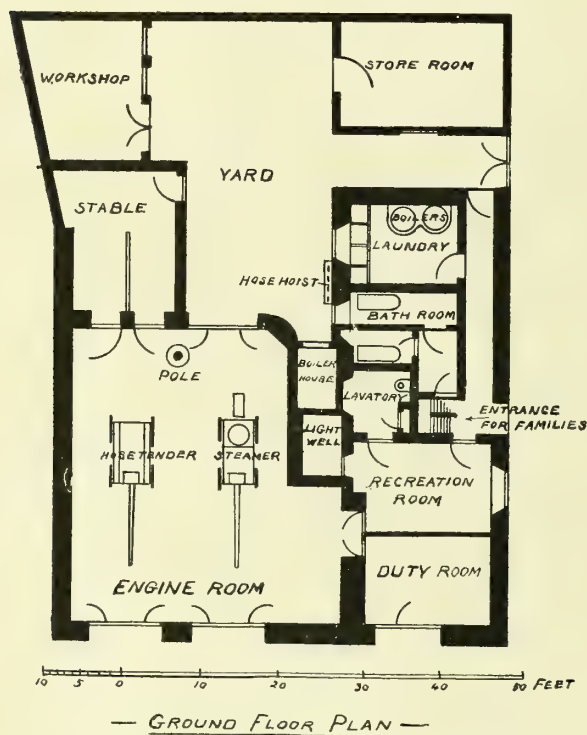 WORKSHOP
STORE ROOM
YARD
STABLE
BOILERS
LAUNDRY
HOSE HOIST
BATH ROOM
POLE
BOILER
HOUSE
LAVATORY
ENTRANCE
FOR FAMILIES
LIGHT
WELL
HOSE TENDER
STEAMER
RECREATION
ROOM
DUTY ROOM
ENGINE ROOM
10 5 0 10 20 30 40 50 FEET
— GROUND FLOOR PLAN —